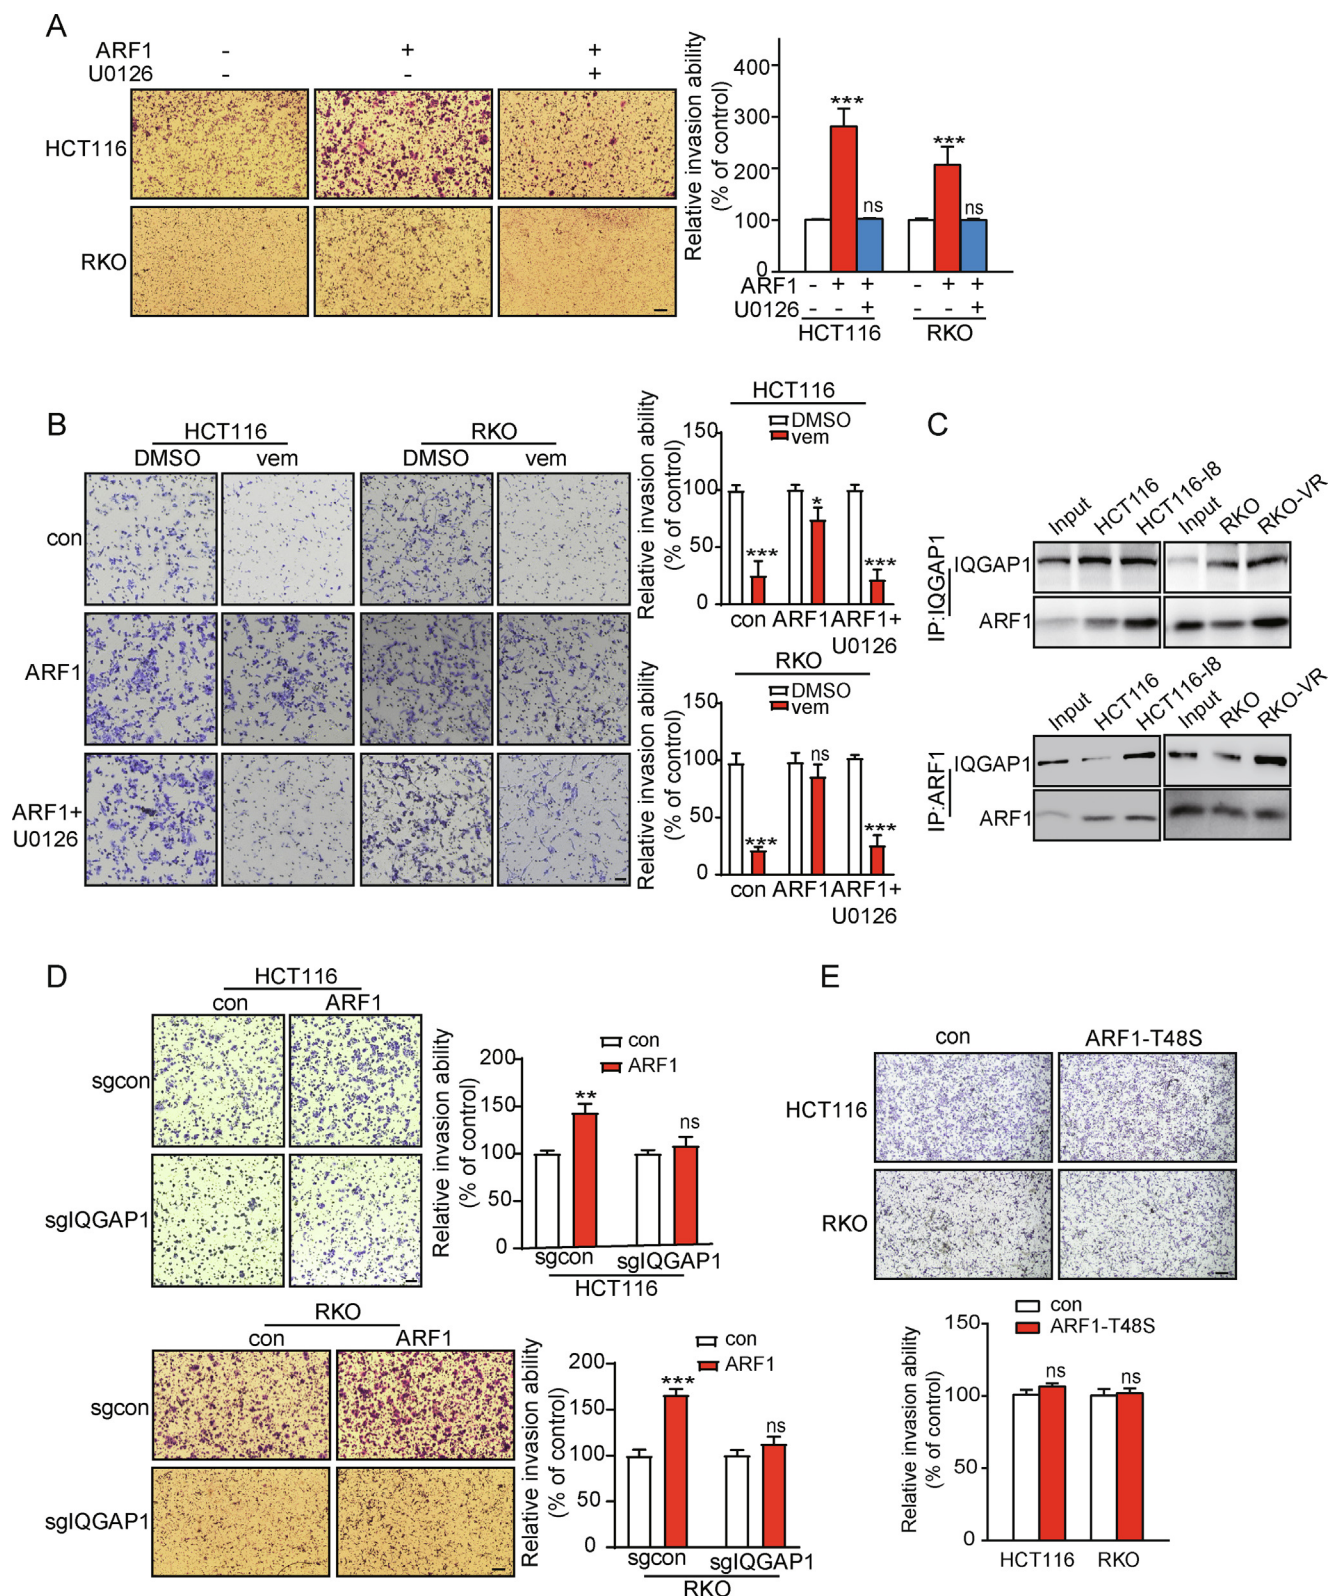 A
ARF1 - + +
U0126 - - +
HCT116
RKO
Relative invasion ability
(% of control)
400
300
200
100
0
*** ns *** ns
ARF1 - + + - + +
U0126 - - + - - +
HCT116 RKO
B
HCT116 RKO
DMSO vem DMSO vem
con
ARF1
ARF1+
U0126
HCT116
DMSO
vem
Relative invasion ability
(% of control)
150
100
50
0
*** * ***
con ARF1 ARF1+
U0126
RKO
DMSO
vem
Relative invasion ability
(% of control)
150
100
50
0
*** ns ***
con ARF1 ARF1+
U0126
C
Input HCT116 HCT116-I8 Input RKO RKO-VR
IP:IQGAP1
IQGAP1
ARF1
Input HCT116 HCT116-I8 Input RKO RKO-VR
IP:ARF1
IQGAP1
ARF1
D
HCT116
con ARF1
sgcon
sgIQGAP1
Relative invasion ability
(% of control)
con
ARF1
200
150
100
50
0
** ns
sgcon sgIQGAP1
HCT116
RKO
con ARF1
sgcon
sgIQGAP1
Relative invasion ability
(% of control)
con
ARF1
200
150
100
50
0
*** ns
sgcon sgIQGAP1
RKO
E
con ARF1-T48S
HCT116
RKO
Relative invasion ability
(% of control)
con
ARF1-T48S
150
100
50
0
ns ns
HCT116 RKO